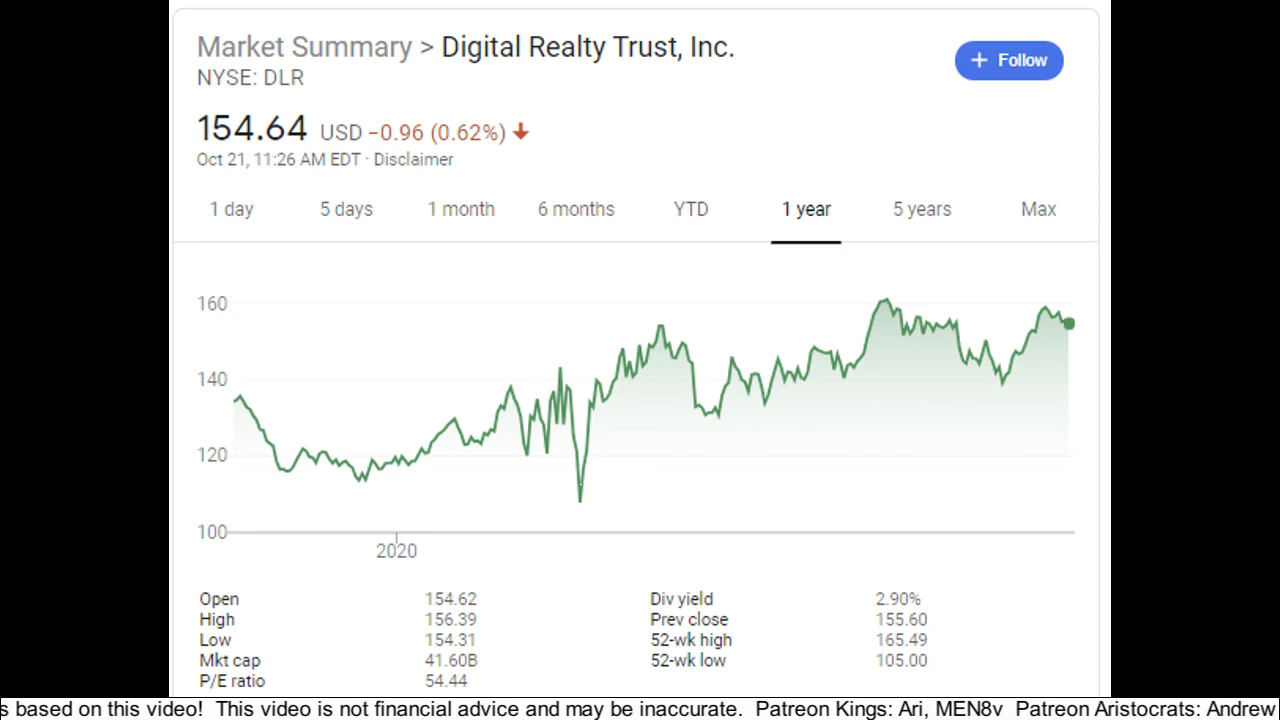 Market Summary > Digital Realty Trust, Inc.
NYSE: DLR
+ Follow
154.64 USD −0.96 (0.62%) ↓
Oct 21, 11:26 AM EDT · Disclaimer
1 day 5 days 1 month 6 months YTD 1 year 5 years Max
160
140
120
100
2020
Open 154.62 Div yield 2.90%
High 156.39 Prev close 155.60
Low 154.31 52-wk high 165.49
Mkt cap 41.60B 52-wk low 105.00
P/E ratio 54.44
s based on this video! This video is not financial advice and may be inaccurate. Patreon Kings: Ari, MEN8v Patreon Aristocrats: Andrew